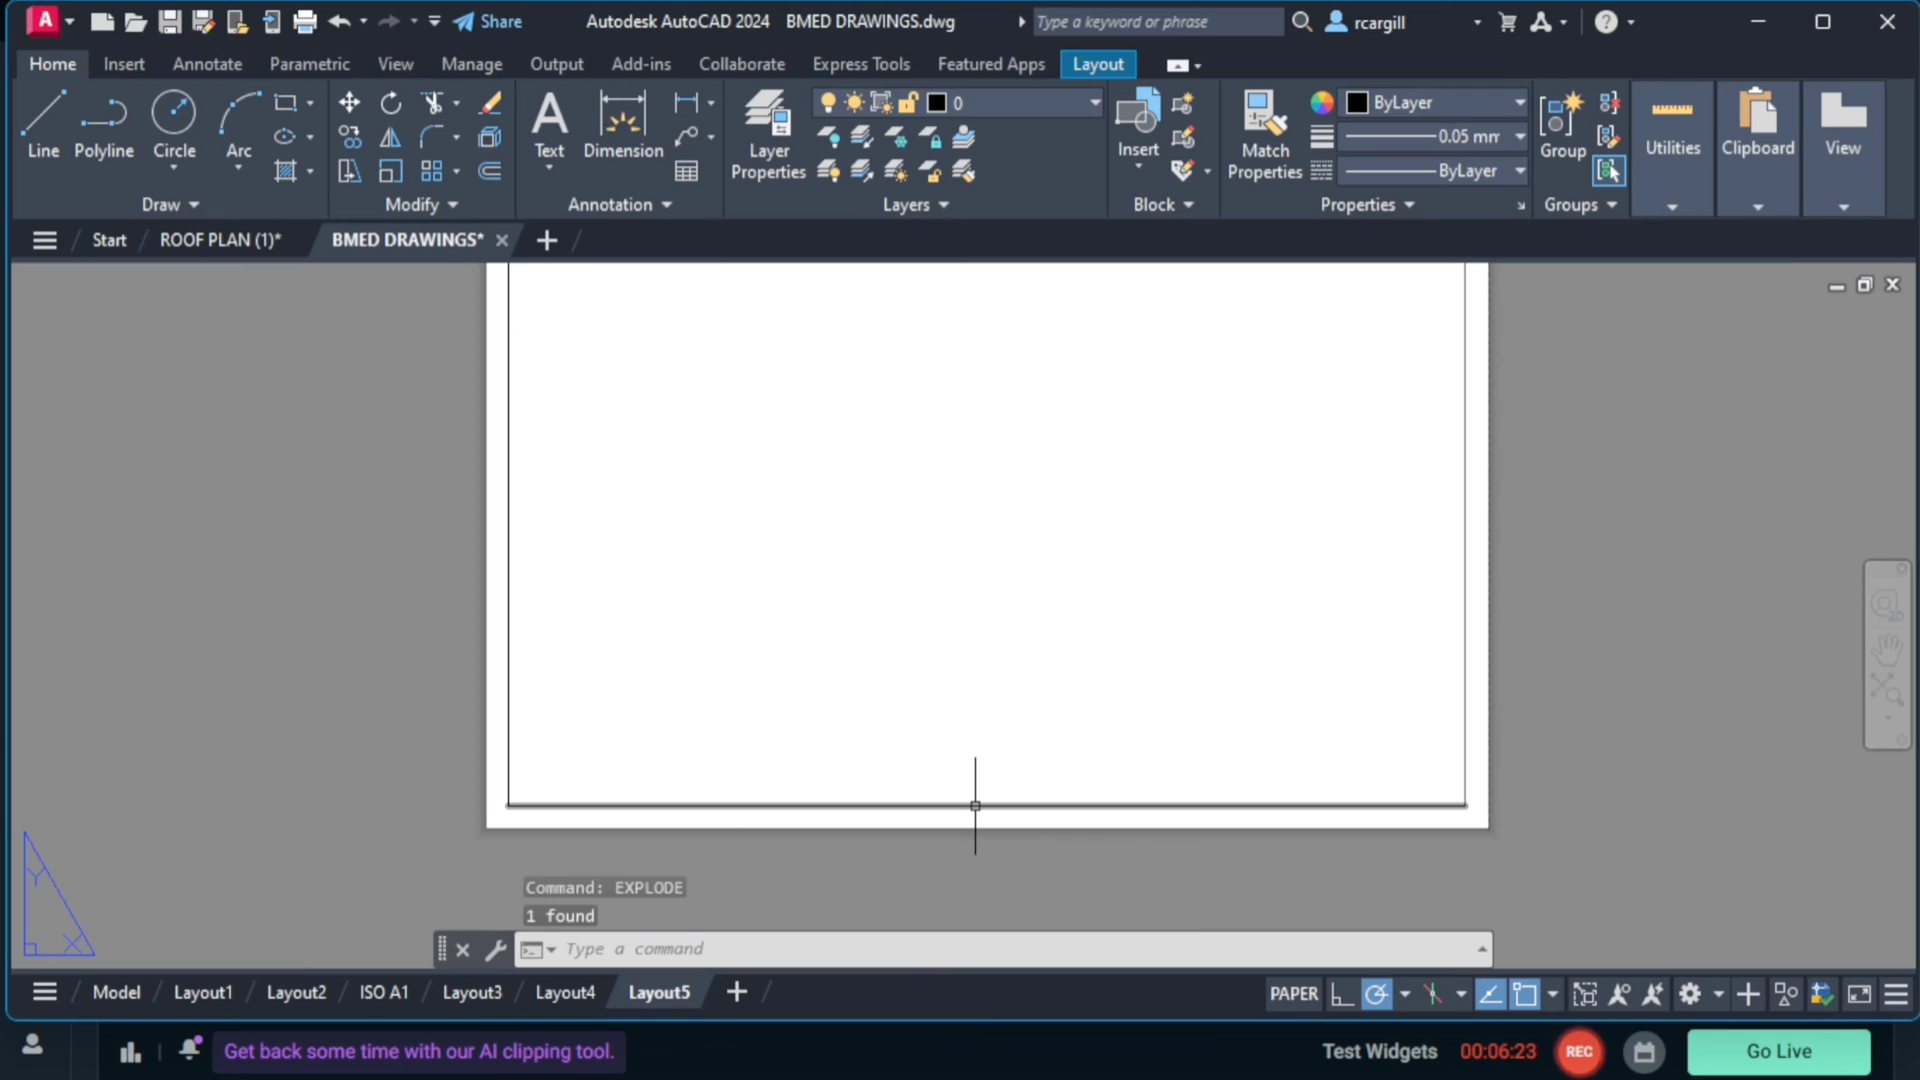 Share
Autodesk AutoCAD 2024 BMED DRAWINGS.dwg
Type a keyword or phrase
rcargill
Home Insert Annotate Parametric View Manage Output Add-ins Collaborate Express Tools Featured Apps Layout
Line Polyline Circle Arc
Text Dimension
Layer Properties
0
Insert
Match Properties
ByLayer
0.05 mm
ByLayer
Group
Utilities
Clipboard
View
Draw Modify Annotation Layers Block Properties Groups
Start ROOF PLAN (1)* BMED DRAWINGS*
2D
Y
X
Command: EXPLODE
1 found
Type a command
Model Layout1 Layout2 ISO A1 Layout3 Layout4 Layout5
PAPER
Get back some time with our AI clipping tool.
Test Widgets 00:06:23 REC Go Live